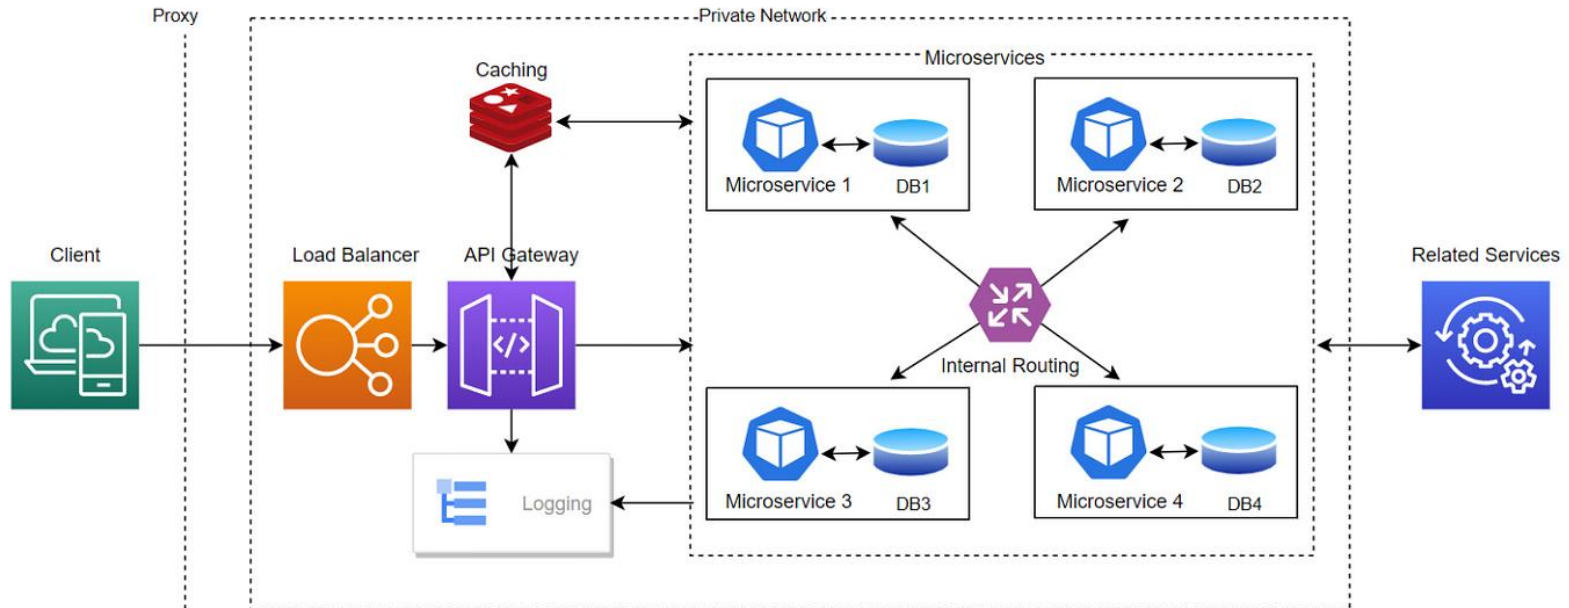 Proxy
Private Network
Microservices
Caching
Microservice 1
DB1
Microservice 2
DB2
Client
Load Balancer
API Gateway
Related Services
</>
Internal Routing
Logging
Microservice 3
DB3
Microservice 4
DB4